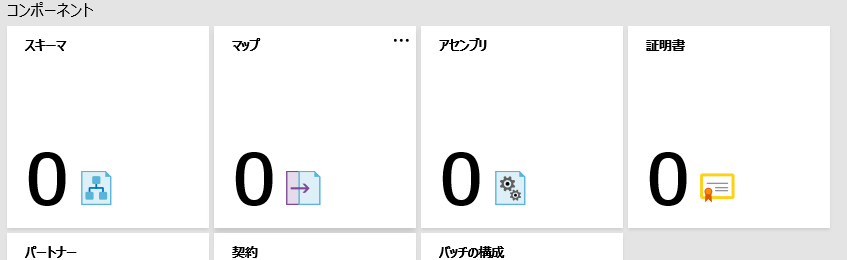 コンポーネント
スキーマ
マップ
...
アセンブリ
証明書
0
0
0
0
パートナー
契約
バッチの構成